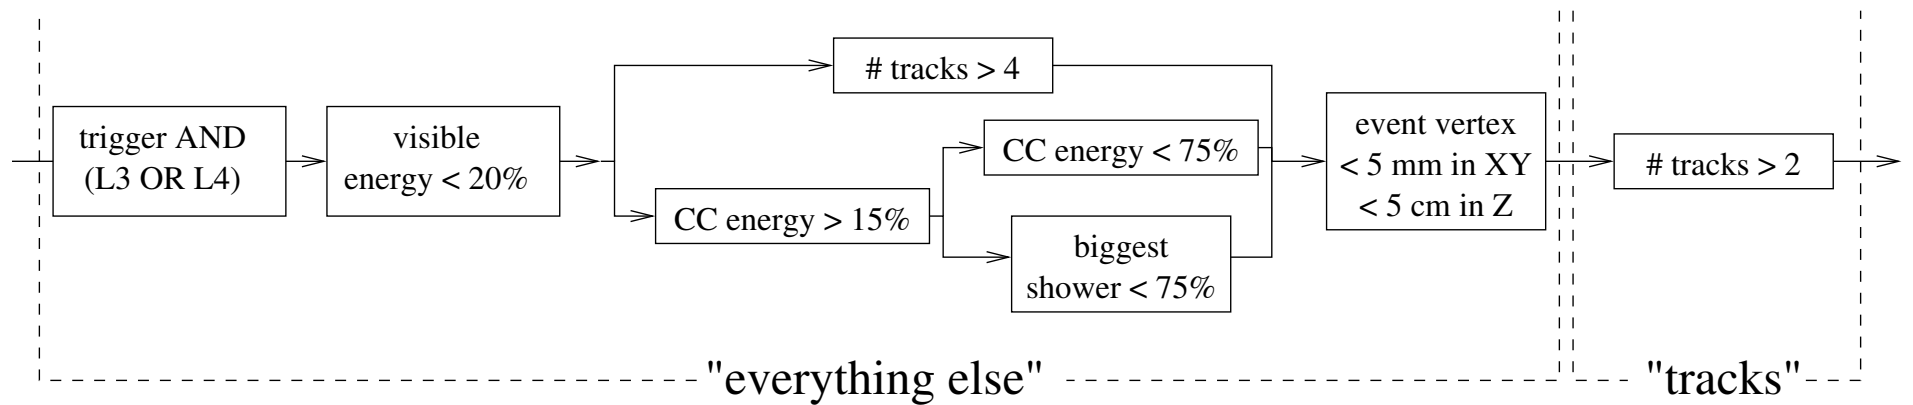 trigger AND
(L3 OR L4)
visible
energy < 20%
# tracks > 4
CC energy > 15%
CC energy < 75%
biggest
shower < 75%
event vertex
< 5 mm in XY
< 5 cm in Z
# tracks > 2
"everything else"
"tracks"